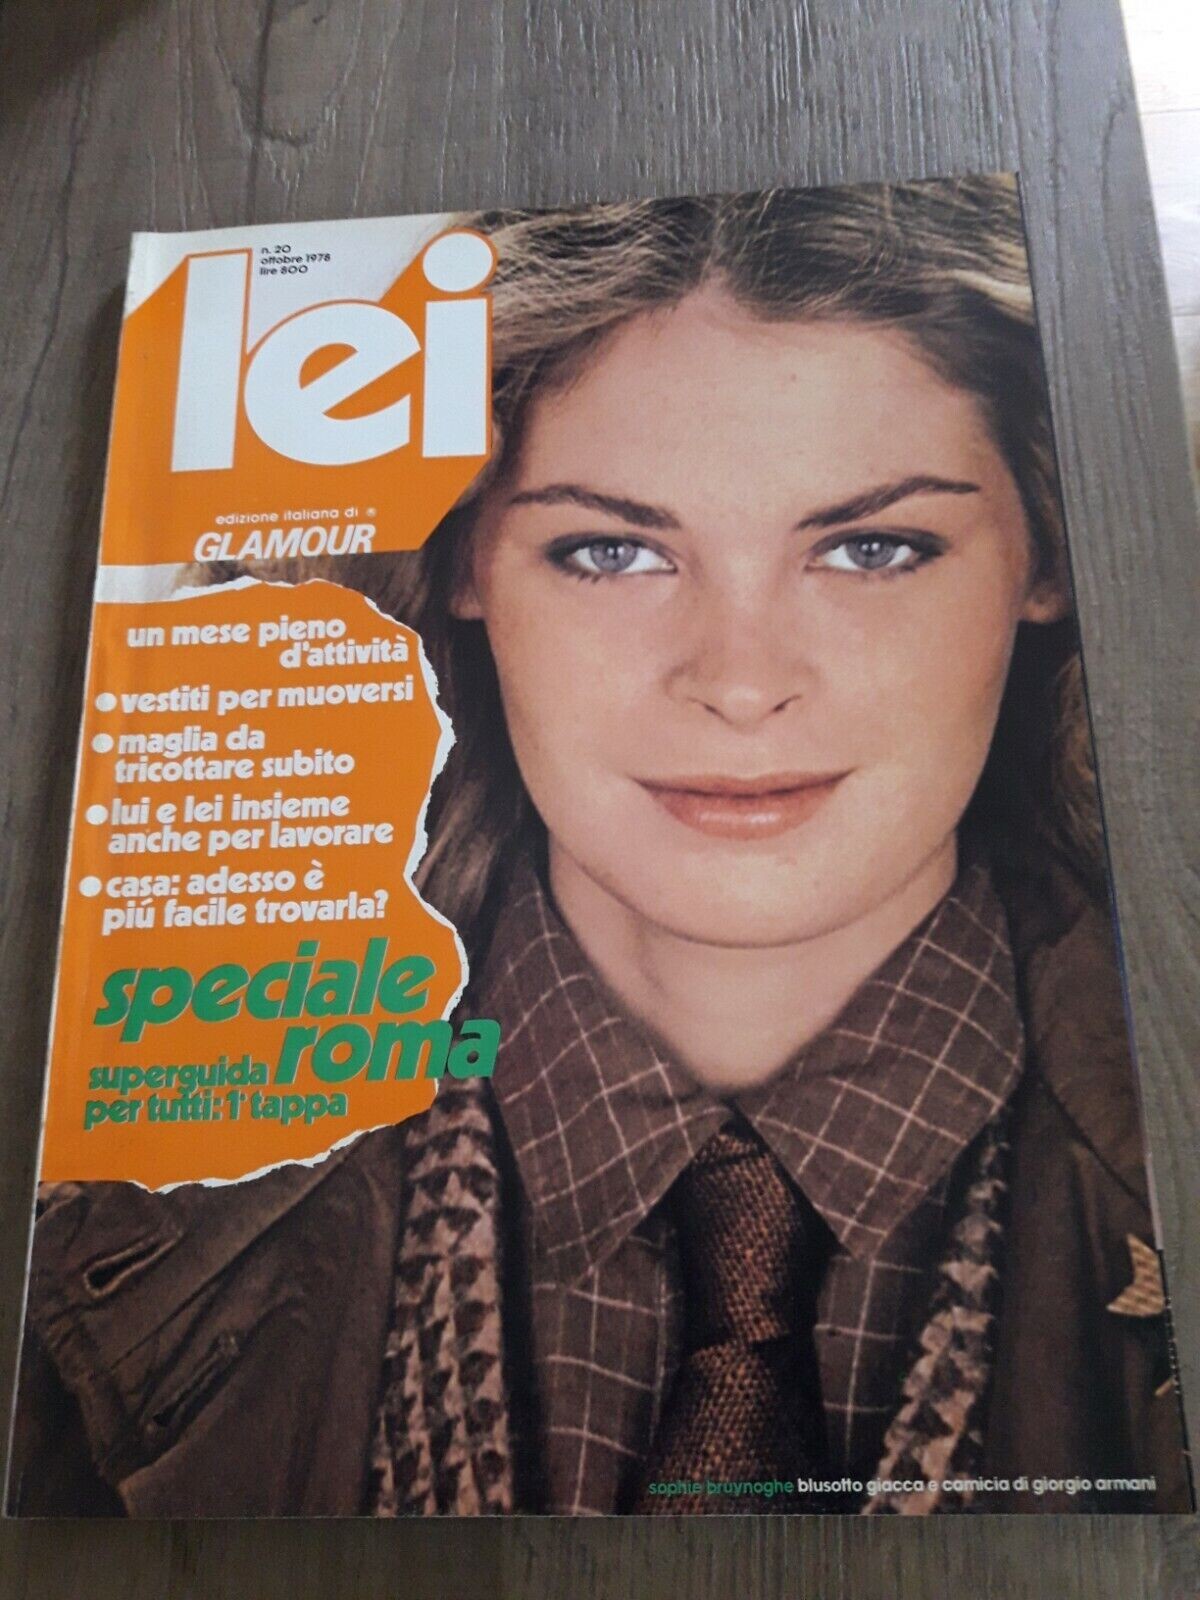 n. 20
ottobre 1978
lire 800
lei
edizione italiana di ®
GLAMOUR
un mese pieno
d'attività
• vestiti per muoversi
• maglia da
tricottare subito
• lui e lei insieme
anche per lavorare
• casa: adesso è
piú facile trovarla?
speciale
roma
superguida
per tutti: 1ª tappa
sophie bruynoghe blusotto giacca e camicia di giorgio armani